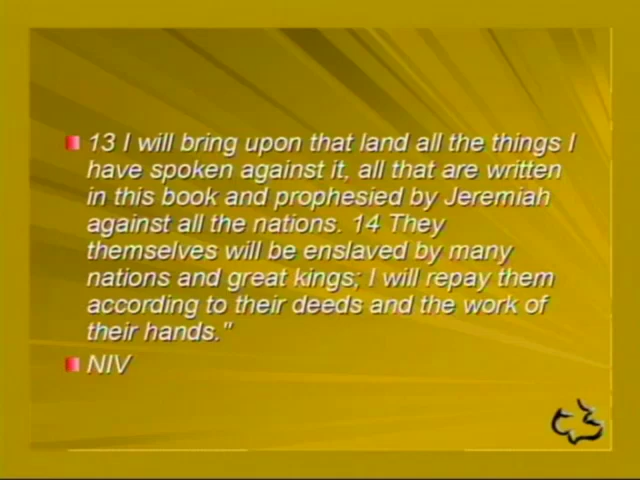 13 I will bring upon that land all the things I
have spoken against it, all that are written
in this book and prophesied by Jeremiah
against all the nations. 14 They
themselves will be enslaved by many
nations and great kings; I will repay them
according to their deeds and the work of
their hands."
NIV